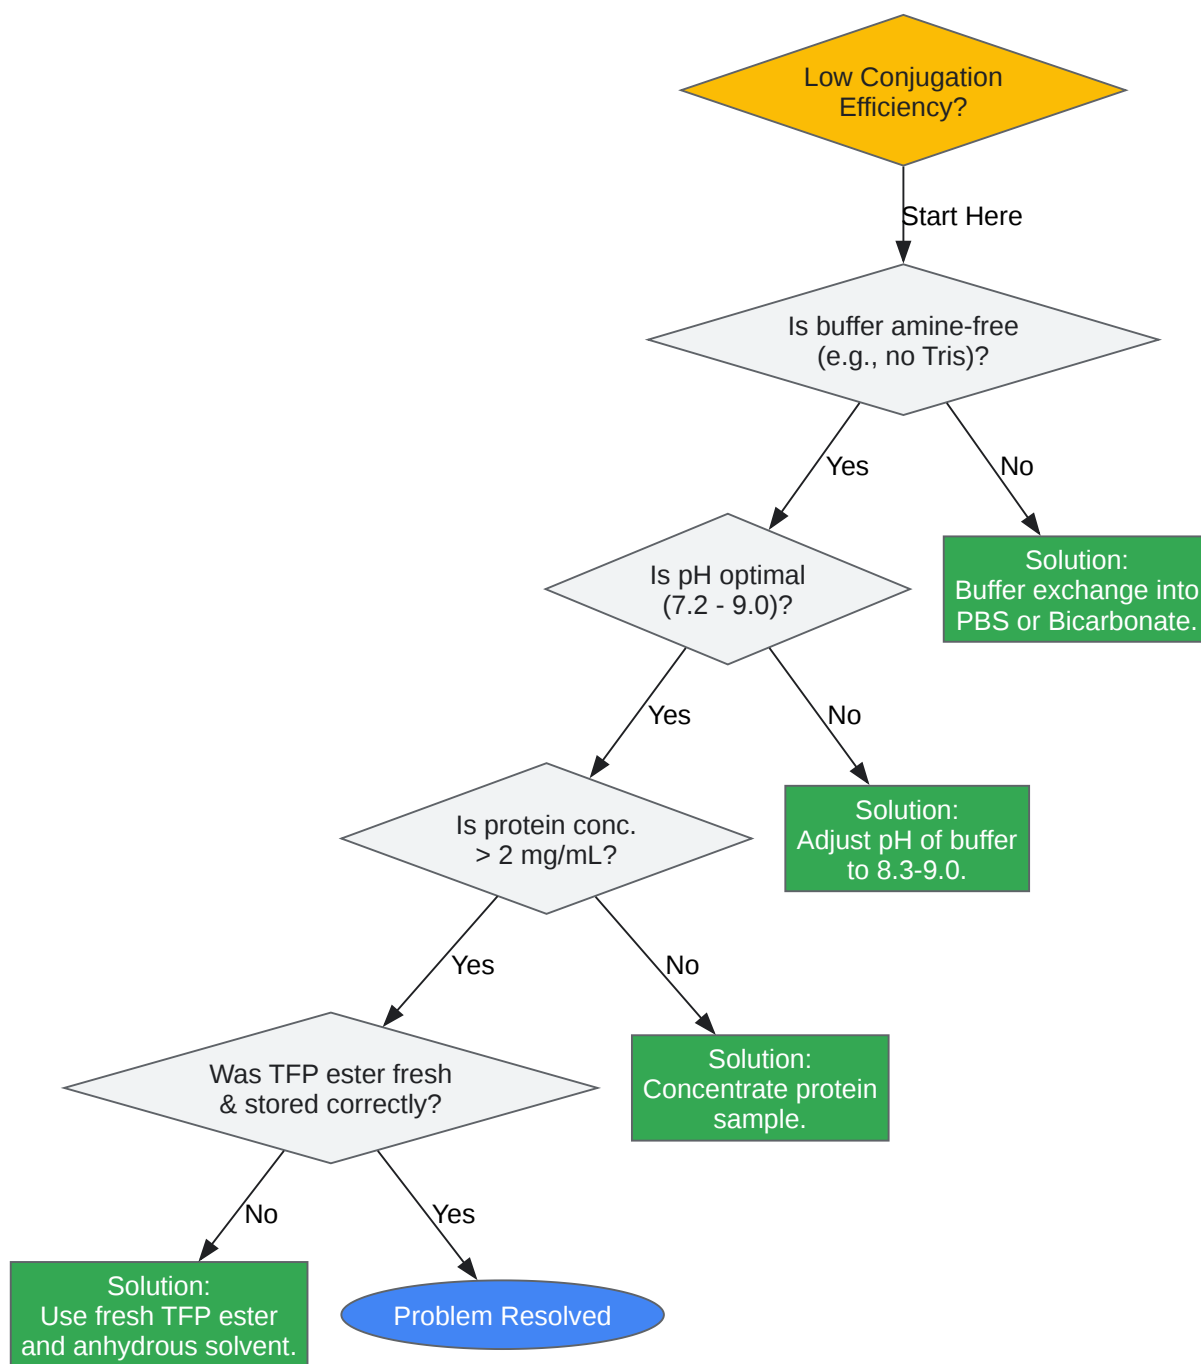 Low Conjugation
Efficiency?
Start Here
Is buffer amine-free
(e.g., no Tris)?
Yes
No
Is pH optimal
(7.2 - 9.0)?
Solution:
Buffer exchange into
PBS or Bicarbonate.
Yes
No
Is protein conc.
> 2 mg/mL?
Solution:
Adjust pH of buffer
to 8.3-9.0.
Yes
No
Was TFP ester fresh
& stored correctly?
Solution:
Concentrate protein
sample.
No
Yes
Solution:
Use fresh TFP ester
and anhydrous solvent.
Problem Resolved